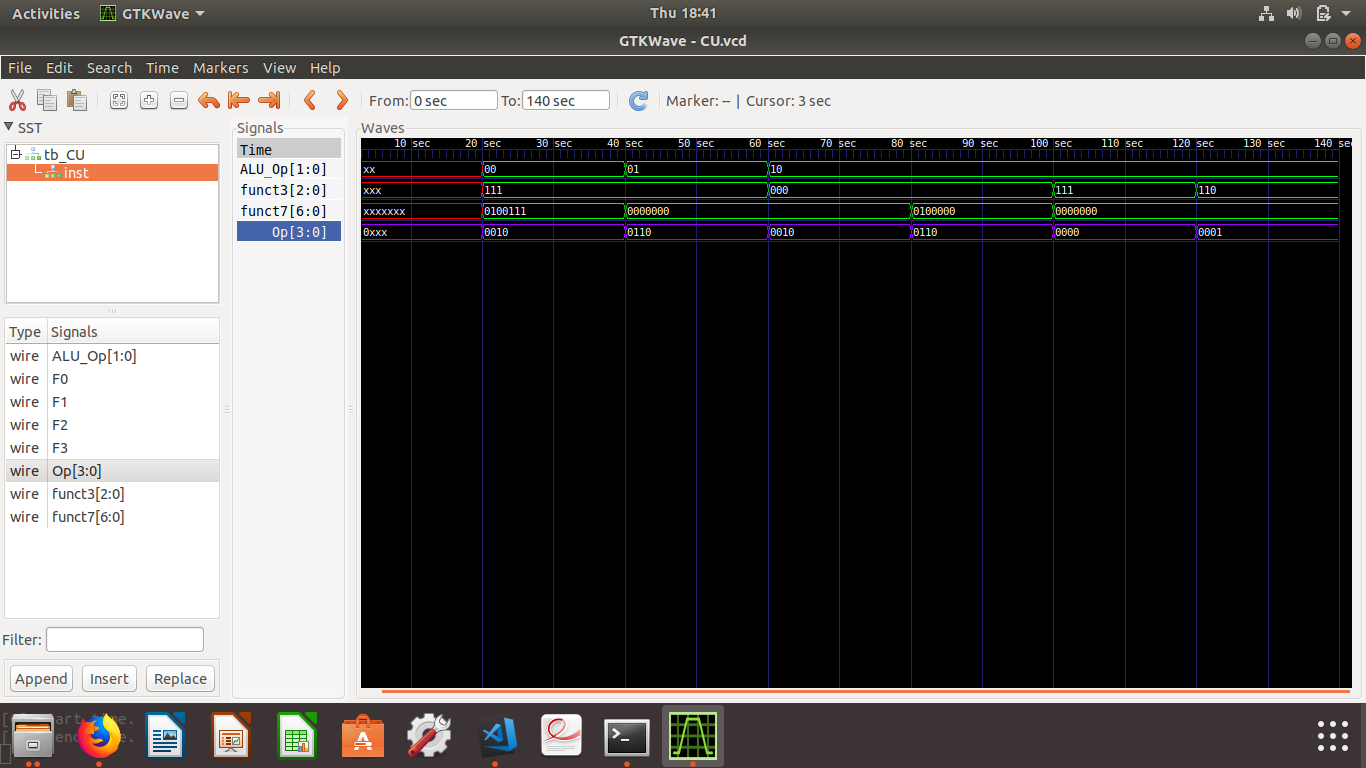 Activities GTKWave Thu 18:41
GTKWave - CU.vcd
File Edit Search Time Markers View Help
From: 0 sec To: 140 sec Marker: -- | Cursor: 3 sec
SST
tb_CU
inst
Type Signals
wire ALU_Op[1:0]
wire F0
wire F1
wire F2
wire F3
wire Op[3:0]
wire funct3[2:0]
wire funct7[6:0]
Filter:
Append Insert Replace
Signals
Time
ALU_Op[1:0]
funct3[2:0]
funct7[6:0]
Op[3:0]
Waves
10 sec 20 sec 30 sec 40 sec 50 sec 60 sec 70 sec 80 sec 90 sec 100 sec 110 sec 120 sec 130 sec 140 sec
xx 00 01 10
xxx 111 000 111 110
xxxxxxx 0100111 0000000 0100000 0000000
0xxx 0010 0110 0010 0110 0000 0001